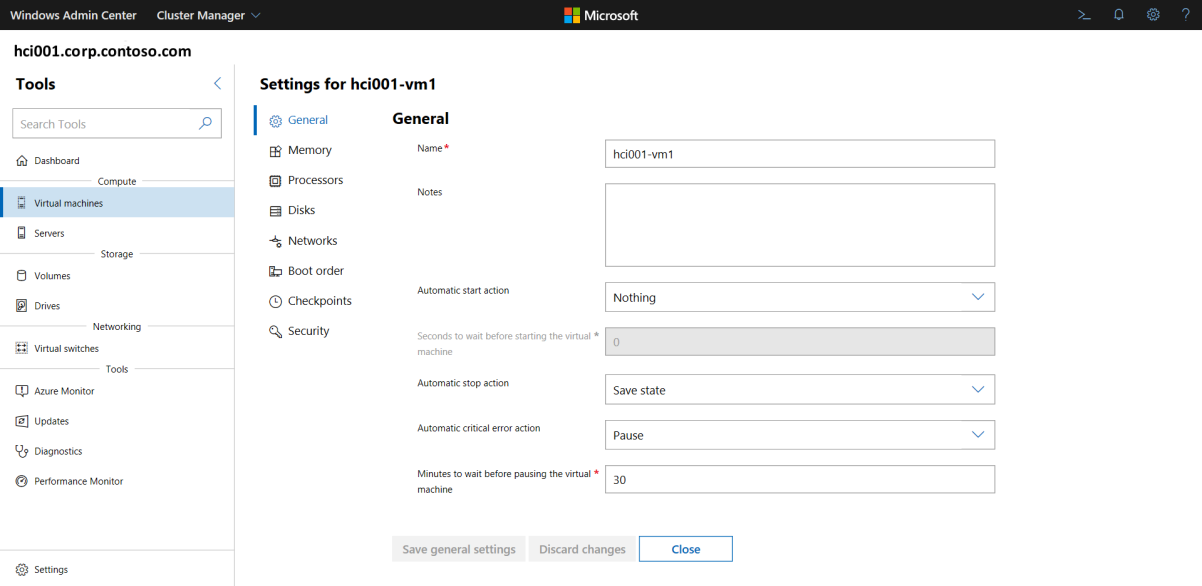 Windows Admin Center
Cluster Manager
Microsoft
hci001.corp.contoso.com
Tools
Search Tools
Dashboard
Compute
Virtual machines
Servers
Storage
Volumes
Drives
Networking
Virtual switches
Tools
Azure Monitor
Updates
Diagnostics
Performance Monitor
Settings
Settings for hci001-vm1
General
Memory
Processors
Disks
Networks
Boot order
Checkpoints
Security
General
Name *
hci001-vm1
Notes
Automatic start action
Nothing
Seconds to wait before starting the virtual *
machine
0
Automatic stop action
Save state
Automatic critical error action
Pause
Minutes to wait before pausing the virtual *
machine
30
Save general settings
Discard changes
Close